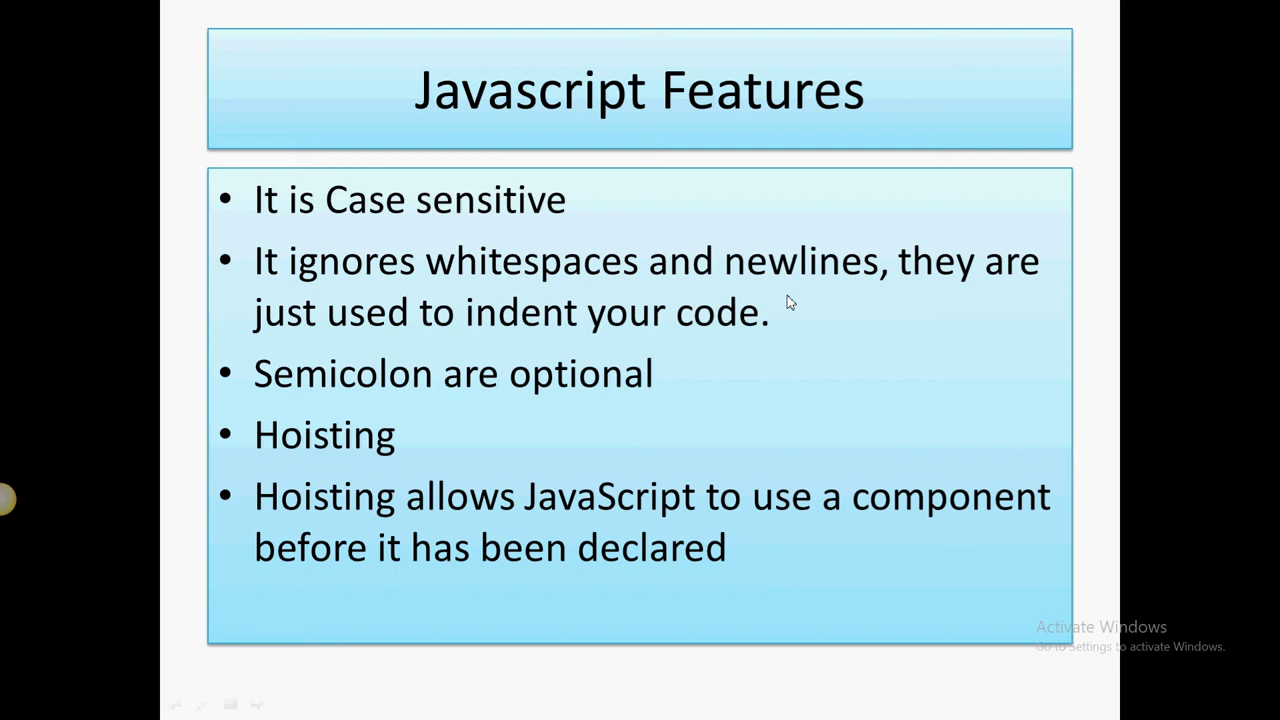 Javascript Features
• It is Case sensitive
• It ignores whitespaces and newlines, they are
just used to indent your code.
• Semicolon are optional
• Hoisting
• Hoisting allows JavaScript to use a component
before it has been declared
Activate Windows
Go to Settings to activate Windows.